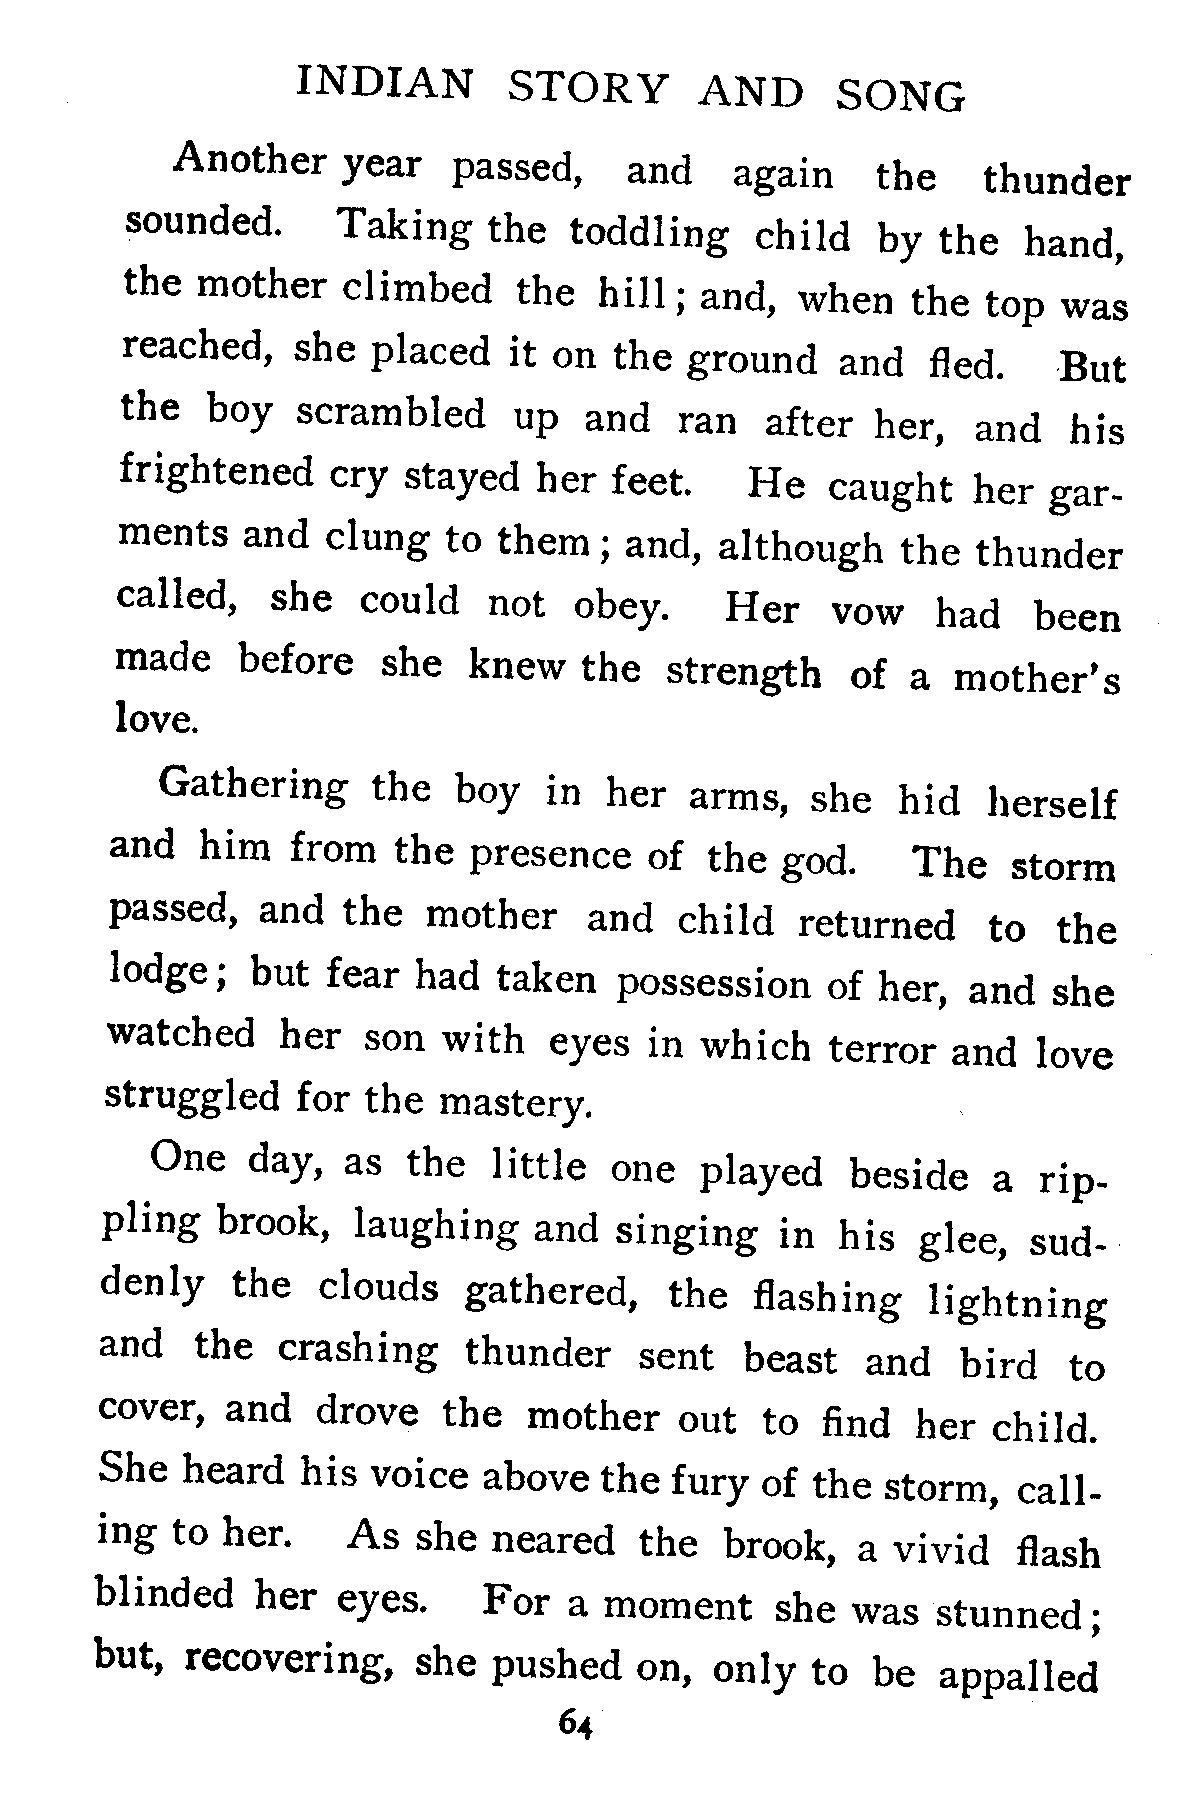 INDIAN STORY AND SONG
Another year passed, and again the thunder
sounded. Taking the toddling child by the hand,
the mother climbed the hill; and, when the top was
reached, she placed it on the ground and fled. But
the boy scrambled up and ran after her, and his
frightened cry stayed her feet. He caught her gar-
ments and clung to them; and, although the thunder
called, she could not obey. Her vow had been
made before she knew the strength of a mother's
love.
Gathering the boy in her arms, she hid herself
and him from the presence of the god. The storm
passed, and the mother and child returned to the
lodge; but fear had taken possession of her, and she
watched her son with eyes in which terror and love
struggled for the mastery.
One day, as the little one played beside a rip-
pling brook, laughing and singing in his glee, sud-
denly the clouds gathered, the flashing lightning
and the crashing thunder sent beast and bird to
cover, and drove the mother out to find her child.
She heard his voice above the fury of the storm, call-
ing to her. As she neared the brook, a vivid flash
blinded her eyes. For a moment she was stunned;
but, recovering, she pushed on, only to be appalled
64